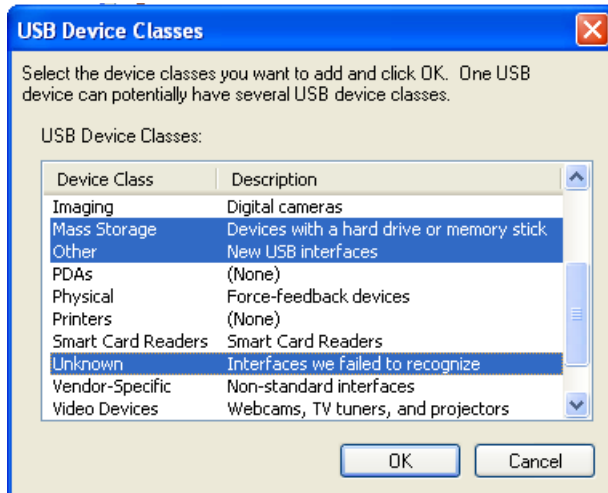 USB Device Classes
Select the device classes you want to add and click OK. One USB
device can potentially have several USB device classes.
USB Device Classes:
Device Class Description
Imaging Digital cameras
Mass Storage Devices with a hard drive or memory stick
Other New USB interfaces
PDAs (None)
Physical Force-feedback devices
Printers (None)
Smart Card Readers Smart Card Readers
Unknown Interfaces we failed to recognize
Vendor-Specific Non-standard interfaces
Video Devices Webcams, TV tuners, and projectors
OK Cancel